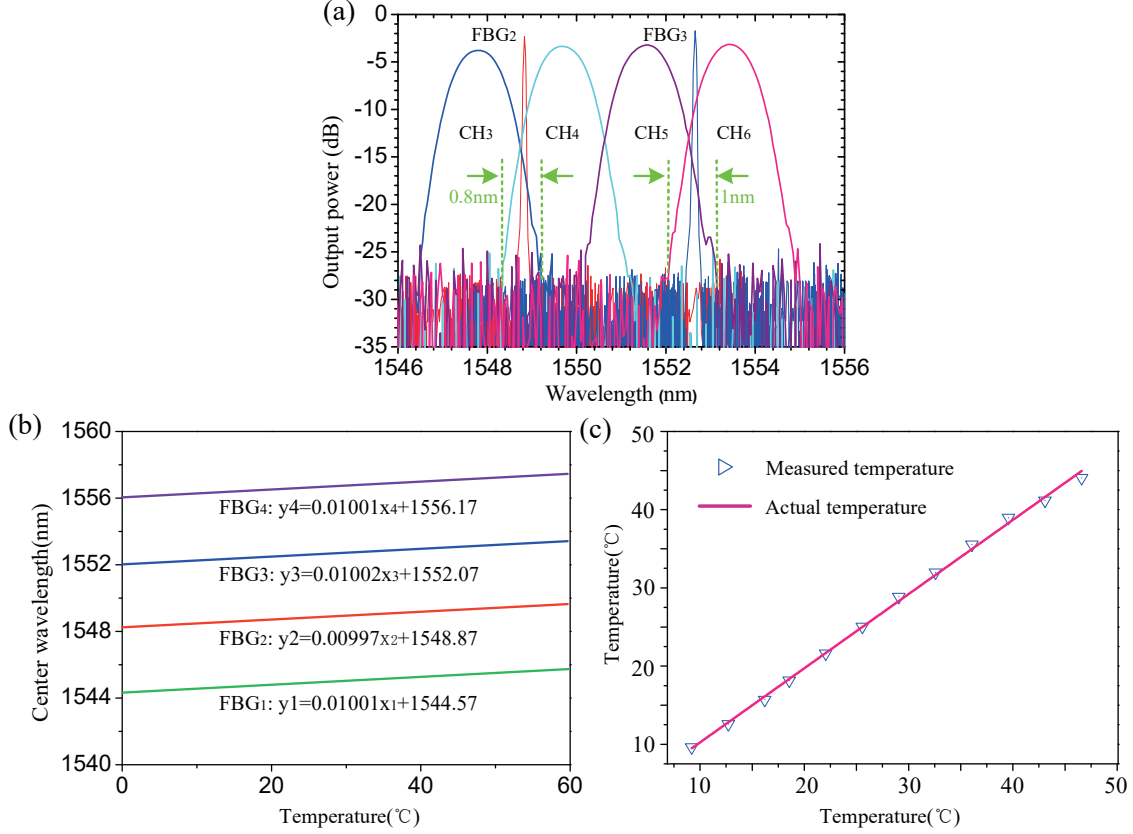 (a)
0
-5
-10
-15
-20
-25
-30
-35
Output power (dB)
FBG2
FBG3
CH3
CH4
CH5
CH6
0.8nm
1nm
1546
1548
1550
1552
1554
1556
Wavelength (nm)
(b)
1560
1556
1552
1548
1544
1540
Center wavelength(nm)
FBG4: y4=0.01001x4+1556.17
FBG3: y3=0.01002x3+1552.07
FBG2: y2=0.00997x2+1548.87
FBG1: y1=0.01001x1+1544.57
0
20
40
60
Temperature(℃)
(c)
50
40
30
20
10
Temperature(℃)
Measured temperature
Actual temperature
10
20
30
40
50
Temperature(℃)